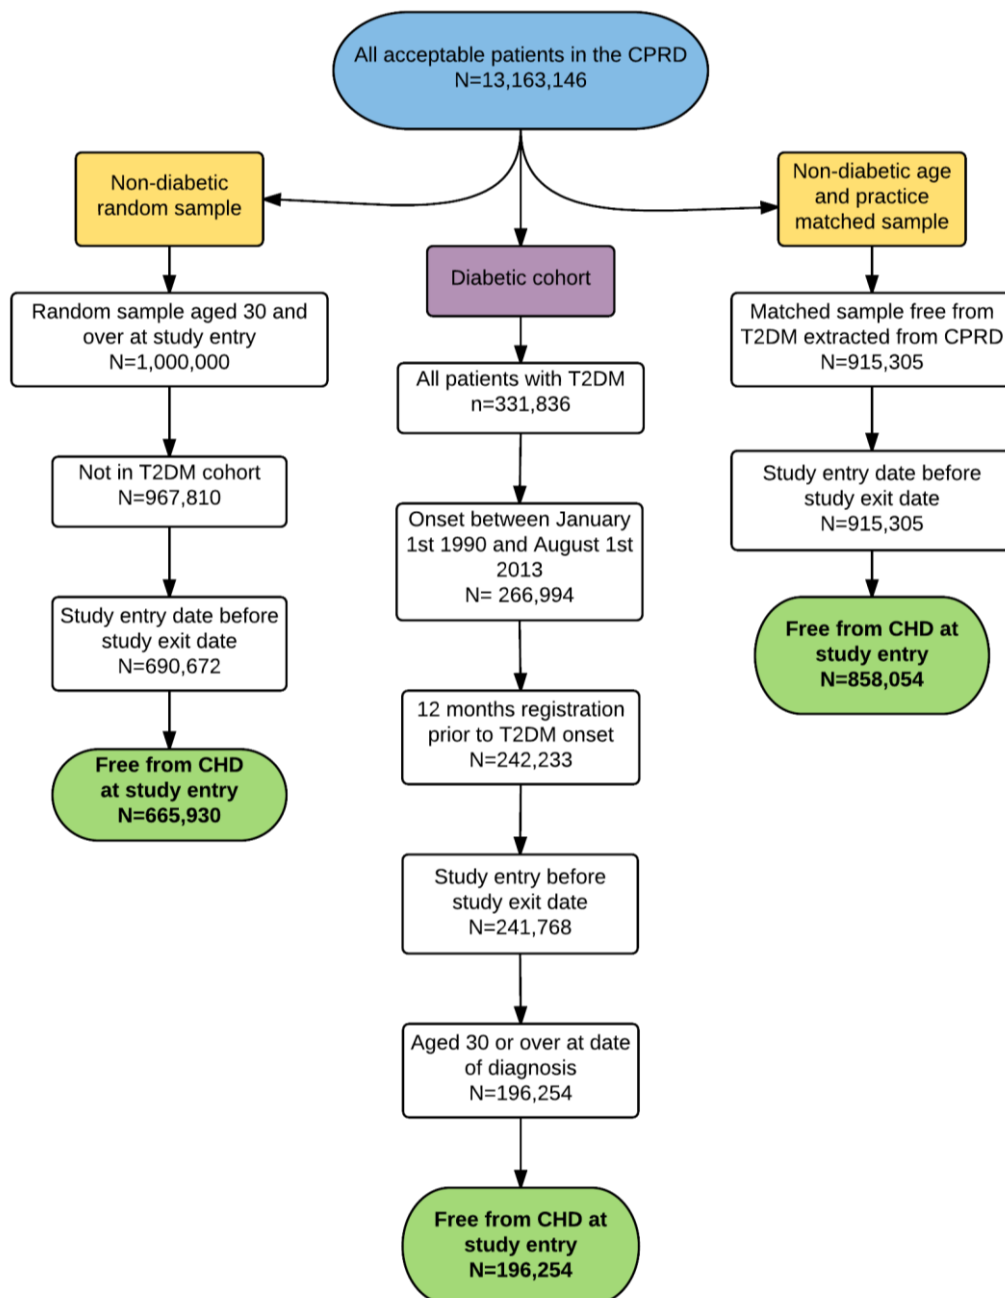 All acceptable patients in the CPRD
N=13,163,146
Non-diabetic
random sample
Random sample aged 30 and
over at study entry
N=1,000,000
Not in T2DM cohort
N=967,810
Study entry date before
study exit date
N=690,672
Free from CHD
at study entry
N=665,930
Diabetic cohort
All patients with T2DM
n=331,836
Onset between January
1st 1990 and August 1st
2013
N= 266,994
12 months registration
prior to T2DM onset
N=242,233
Study entry before
study exit date
N=241,768
Aged 30 or over at date
of diagnosis
N=196,254
Free from CHD at
study entry
N=196,254
Non-diabetic age
and practice
matched sample
Matched sample free from
T2DM extracted from CPRD
N=915,305
Study entry date before
study exit date
N=915,305
Free from CHD at
study entry
N=858,054